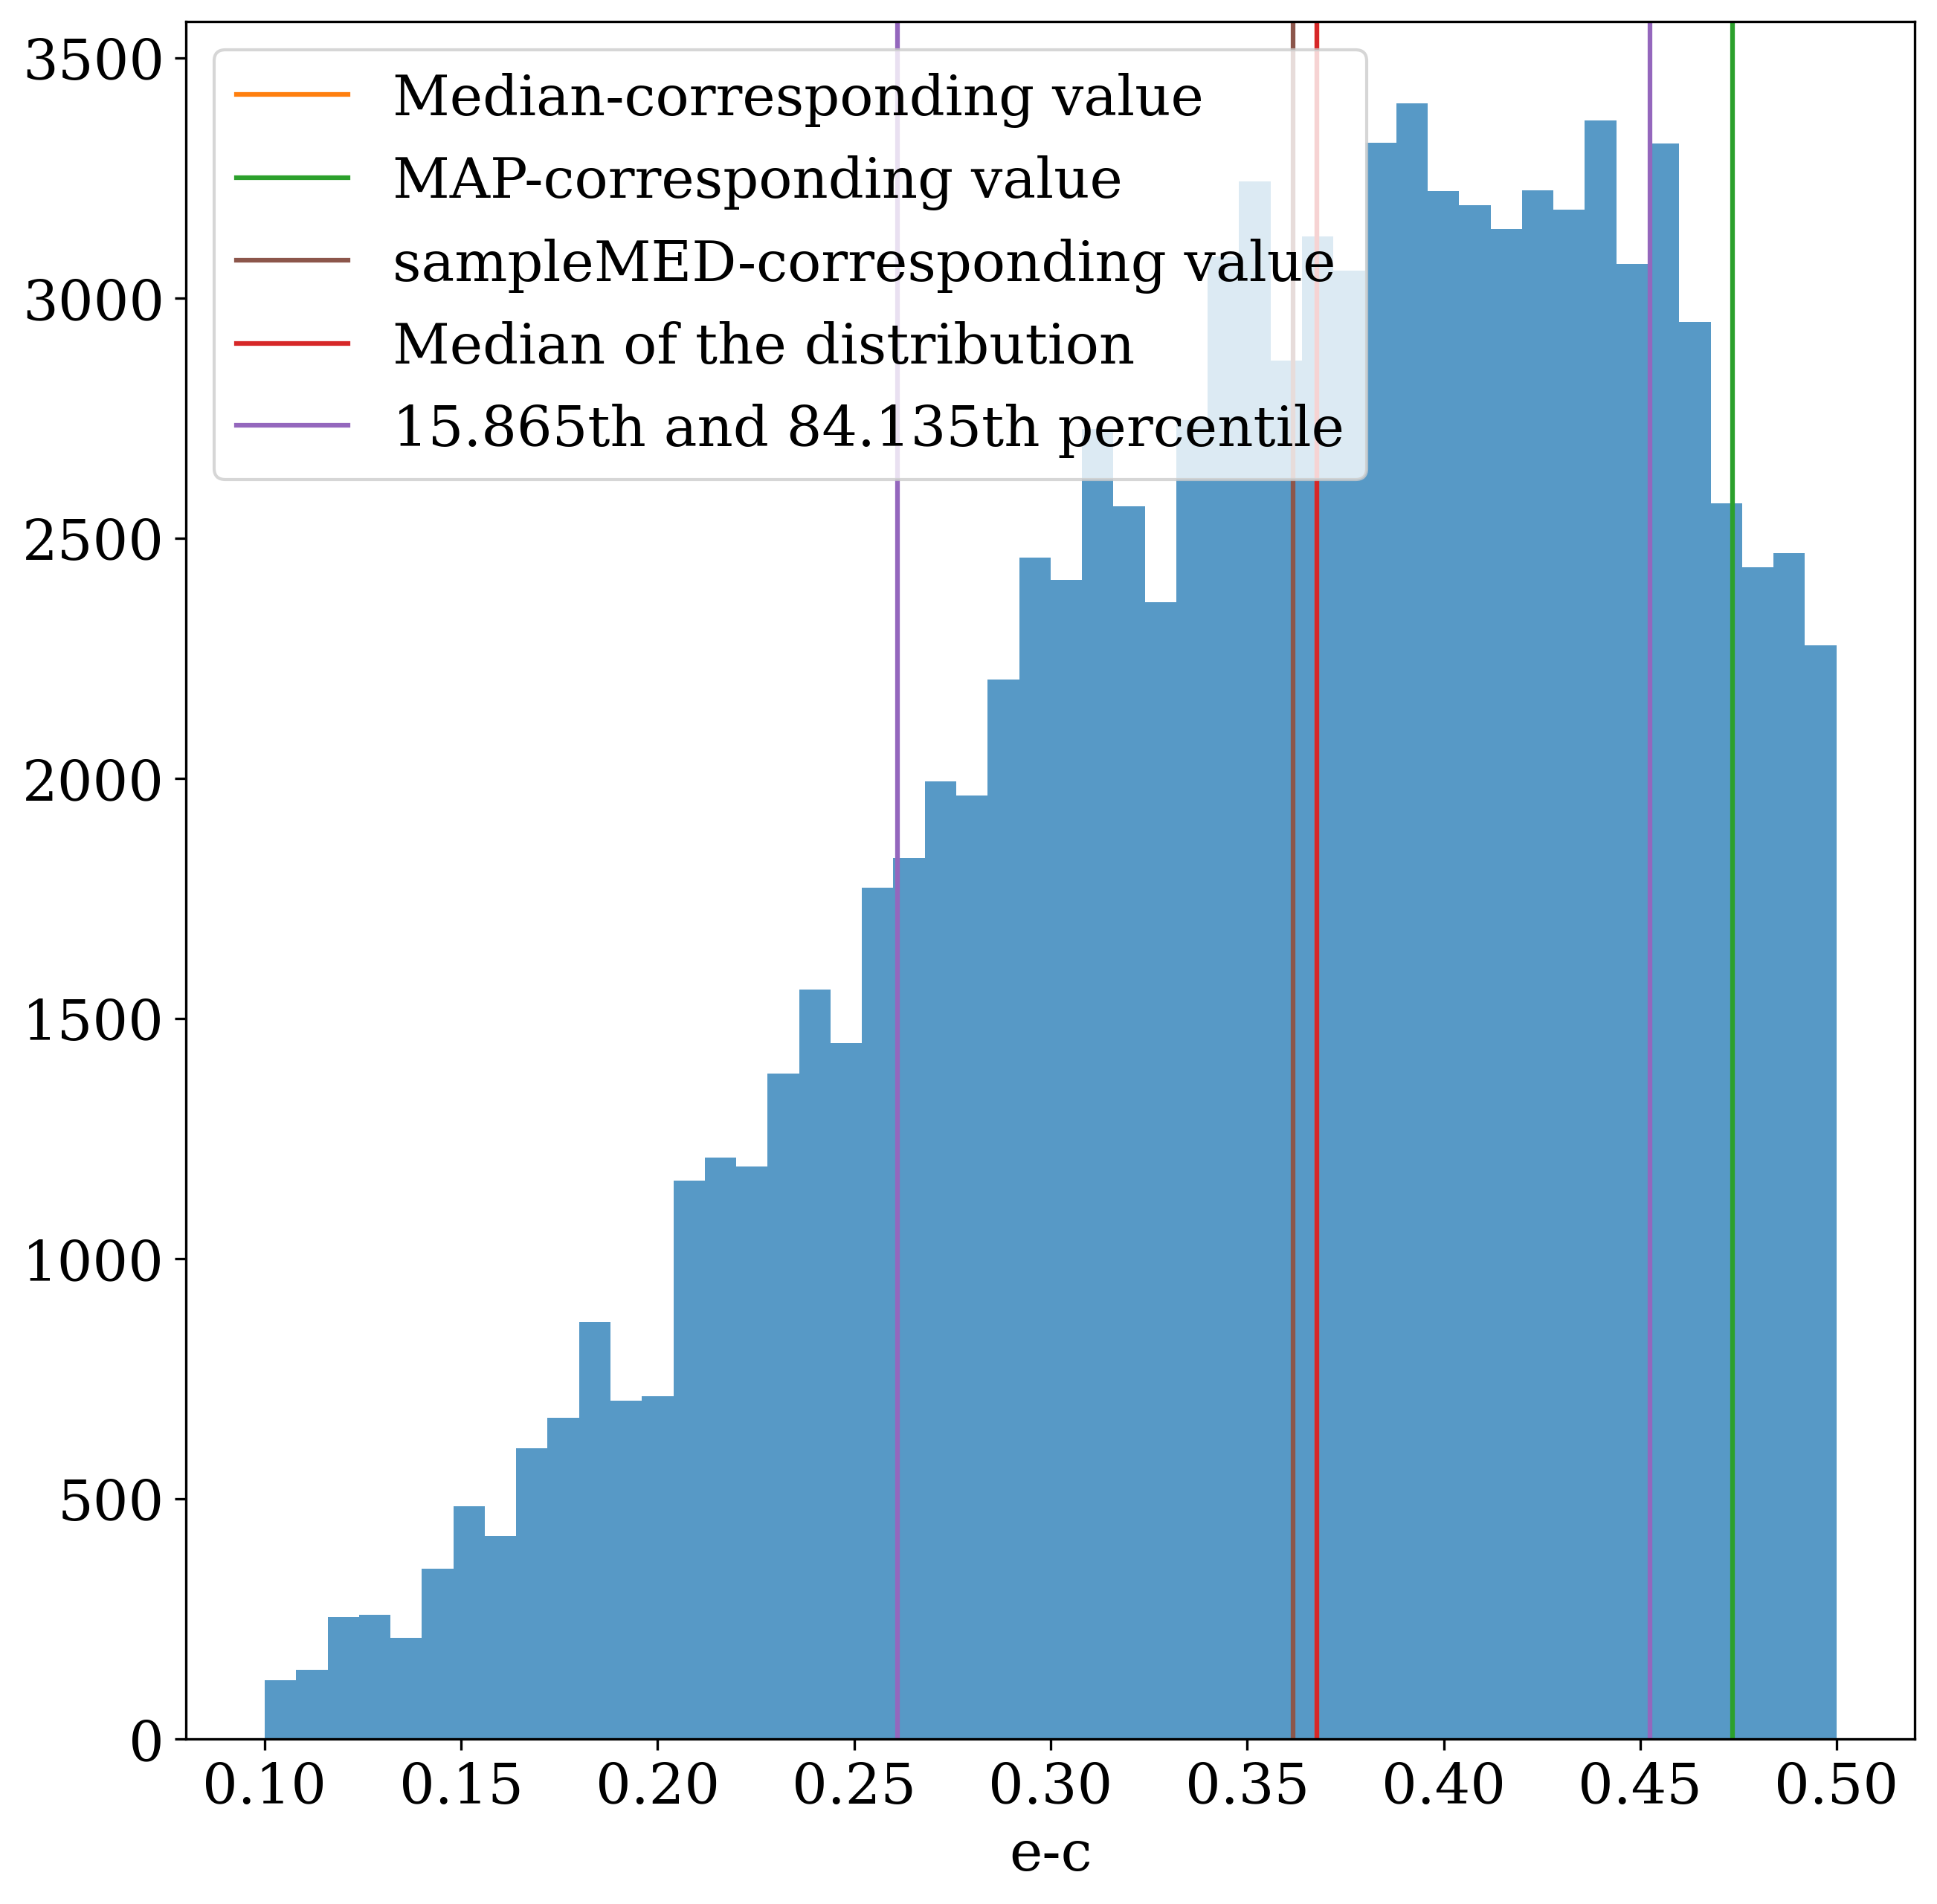 3500
3000
2500
2000
1500
1000
500
0
Median-corresponding value
MAP-corresponding value
sampleMED-corresponding value
Median of the distribution
15.865th and 84.135th percentile
0.10 0.15 0.20 0.25 0.30 0.35 0.40 0.45 0.50
e-c